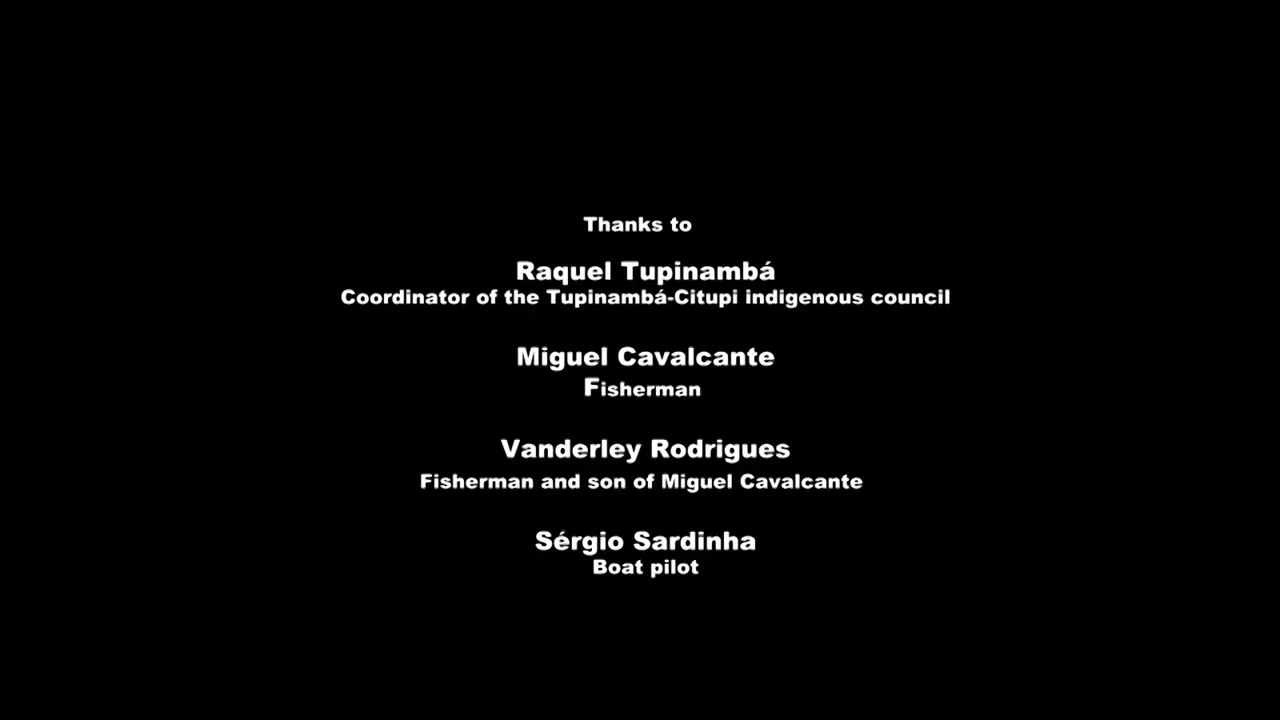 Thanks to
Raquel Tupinambá
Coordinator of the Tupinambá-Citupi indigenous council
Miguel Cavalcante
Fisherman
Vanderley Rodrigues
Fisherman and son of Miguel Cavalcante
Sérgio Sardinha
Boat pilot